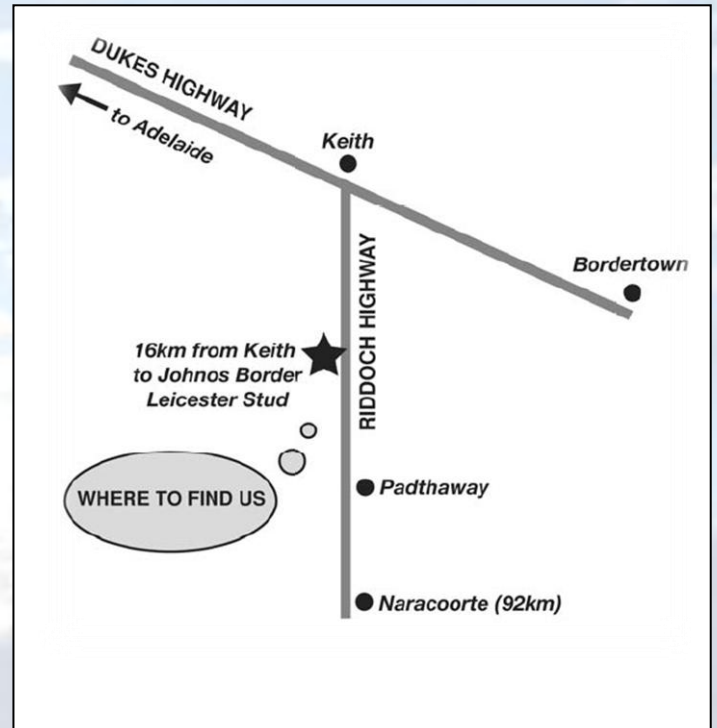 DUKES HIGHWAY
to Adelaide
Keith
Bordertown
RIDDOCH HIGHWAY
16km from Keith
to Johnos Border
Leicester Stud
WHERE TO FIND US
Padthaway
Naracoorte (92km)